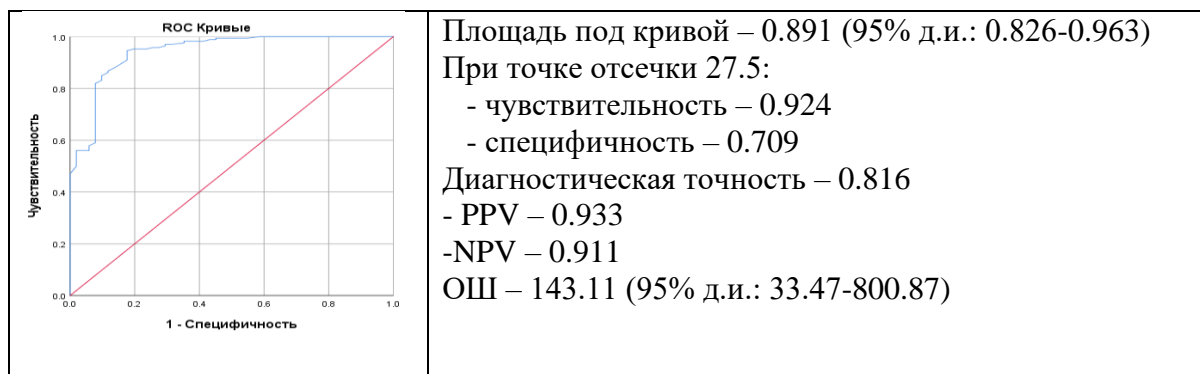 ROC Кривые
1.0
0.8
0.6
0.4
0.2
0.0
0.0 0.2 0.4 0.6 0.8 1.0
Чувствительность
1 - Специфичность
Площадь под кривой – 0.891 (95% д.и.: 0.826-0.963)
При точке отсечки 27.5:
- чувствительность – 0.924
- специфичность – 0.709
Диагностическая точность – 0.816
- PPV – 0.933
-NPV – 0.911
ОШ – 143.11 (95% д.и.: 33.47-800.87)